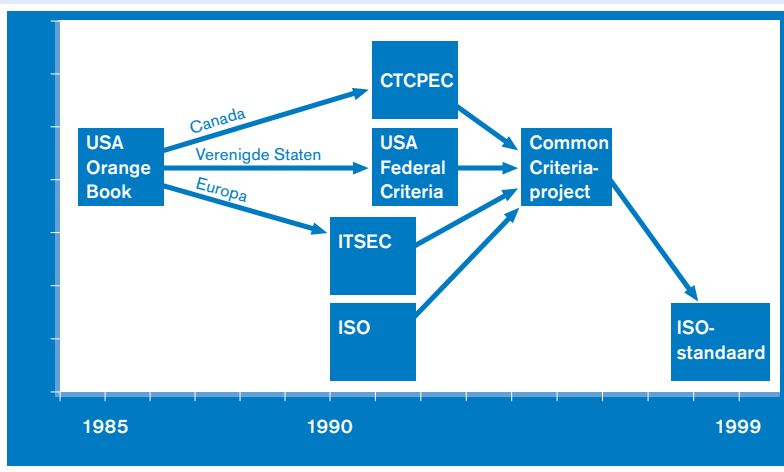 CTCPEC
Canada
USA
Orange
Book
Verenigde Staten
USA
Federal
Criteria
Common
Criteria-
project
Europa
ITSEC
ISO
ISO-
standaard
1985
1990
1999